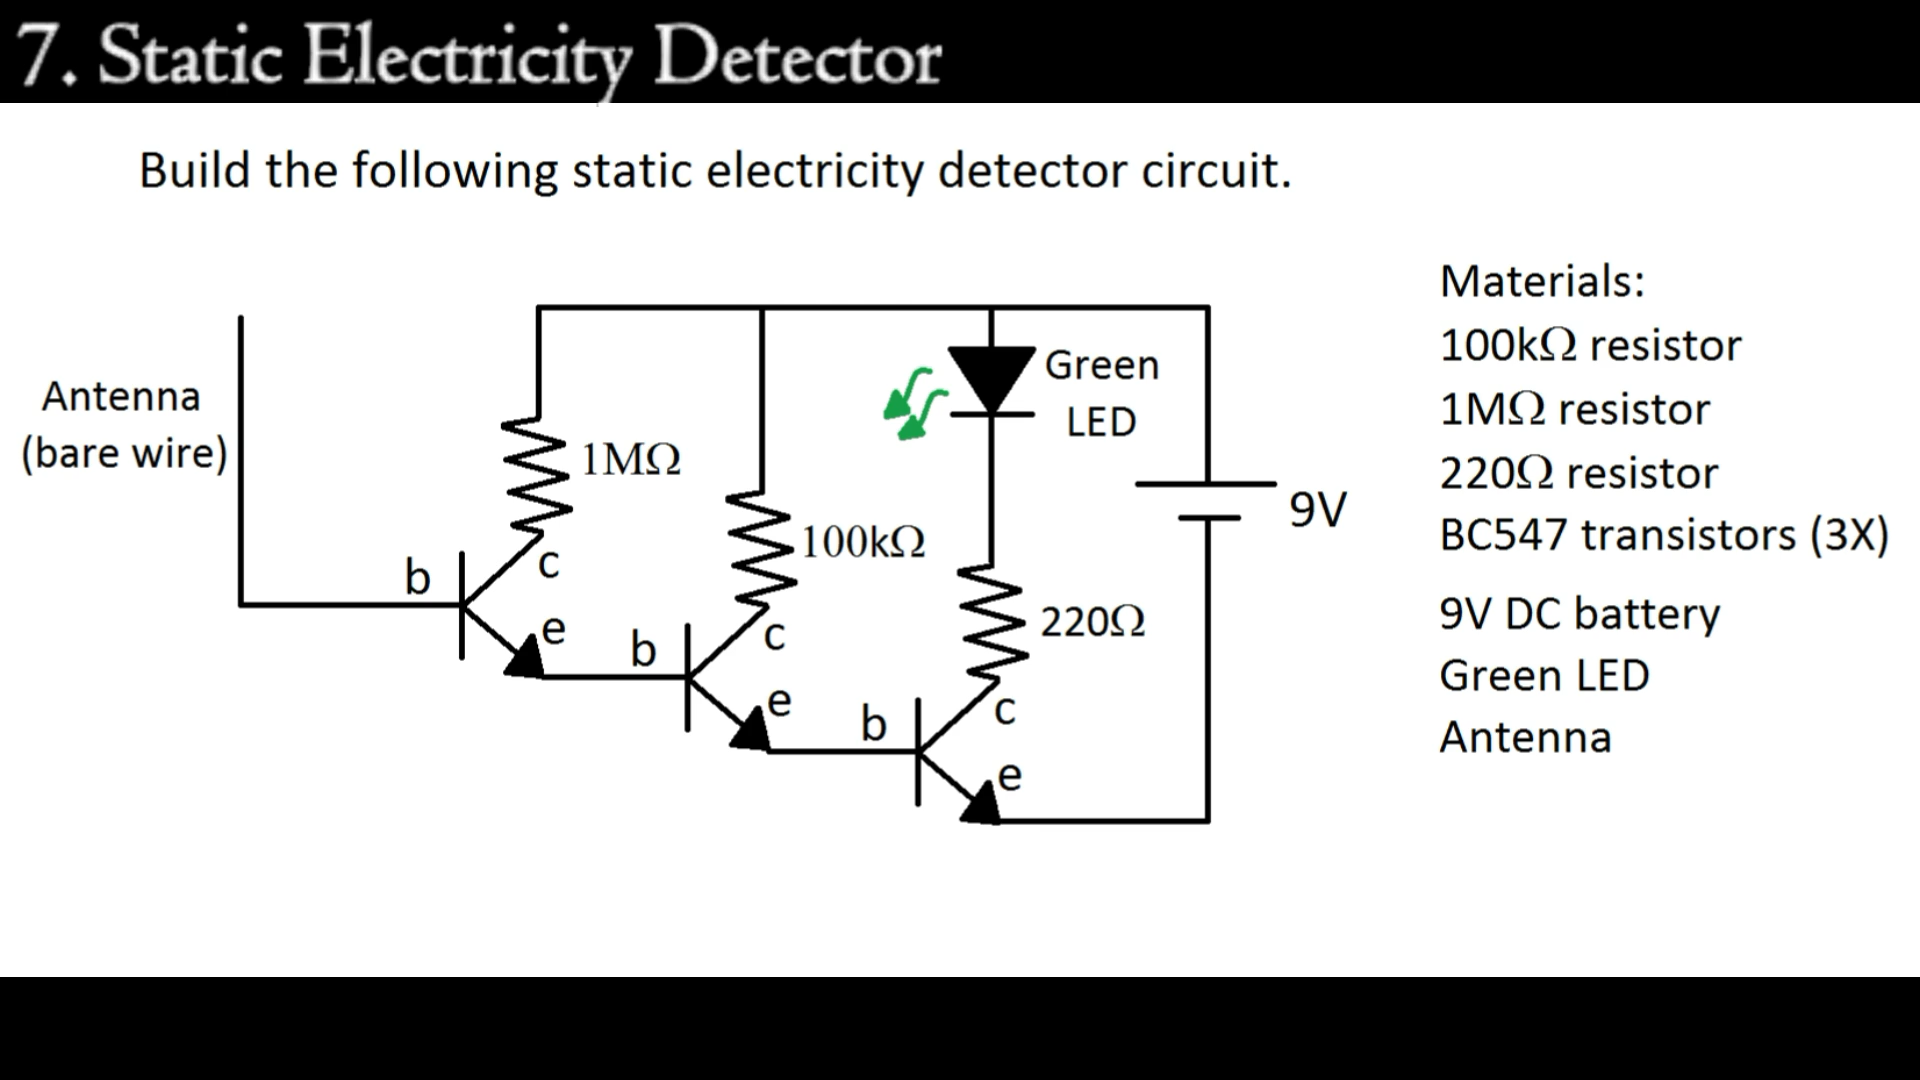 7. Static Electricity Detector
Build the following static electricity detector circuit.
Antenna
(bare wire)
b
c
e
1MΩ
b
c
e
100kΩ
b
c
e
220Ω
Green
LED
9V
Materials:
100kΩ resistor
1MΩ resistor
220Ω resistor
BC547 transistors (3X)
9V DC battery
Green LED
Antenna